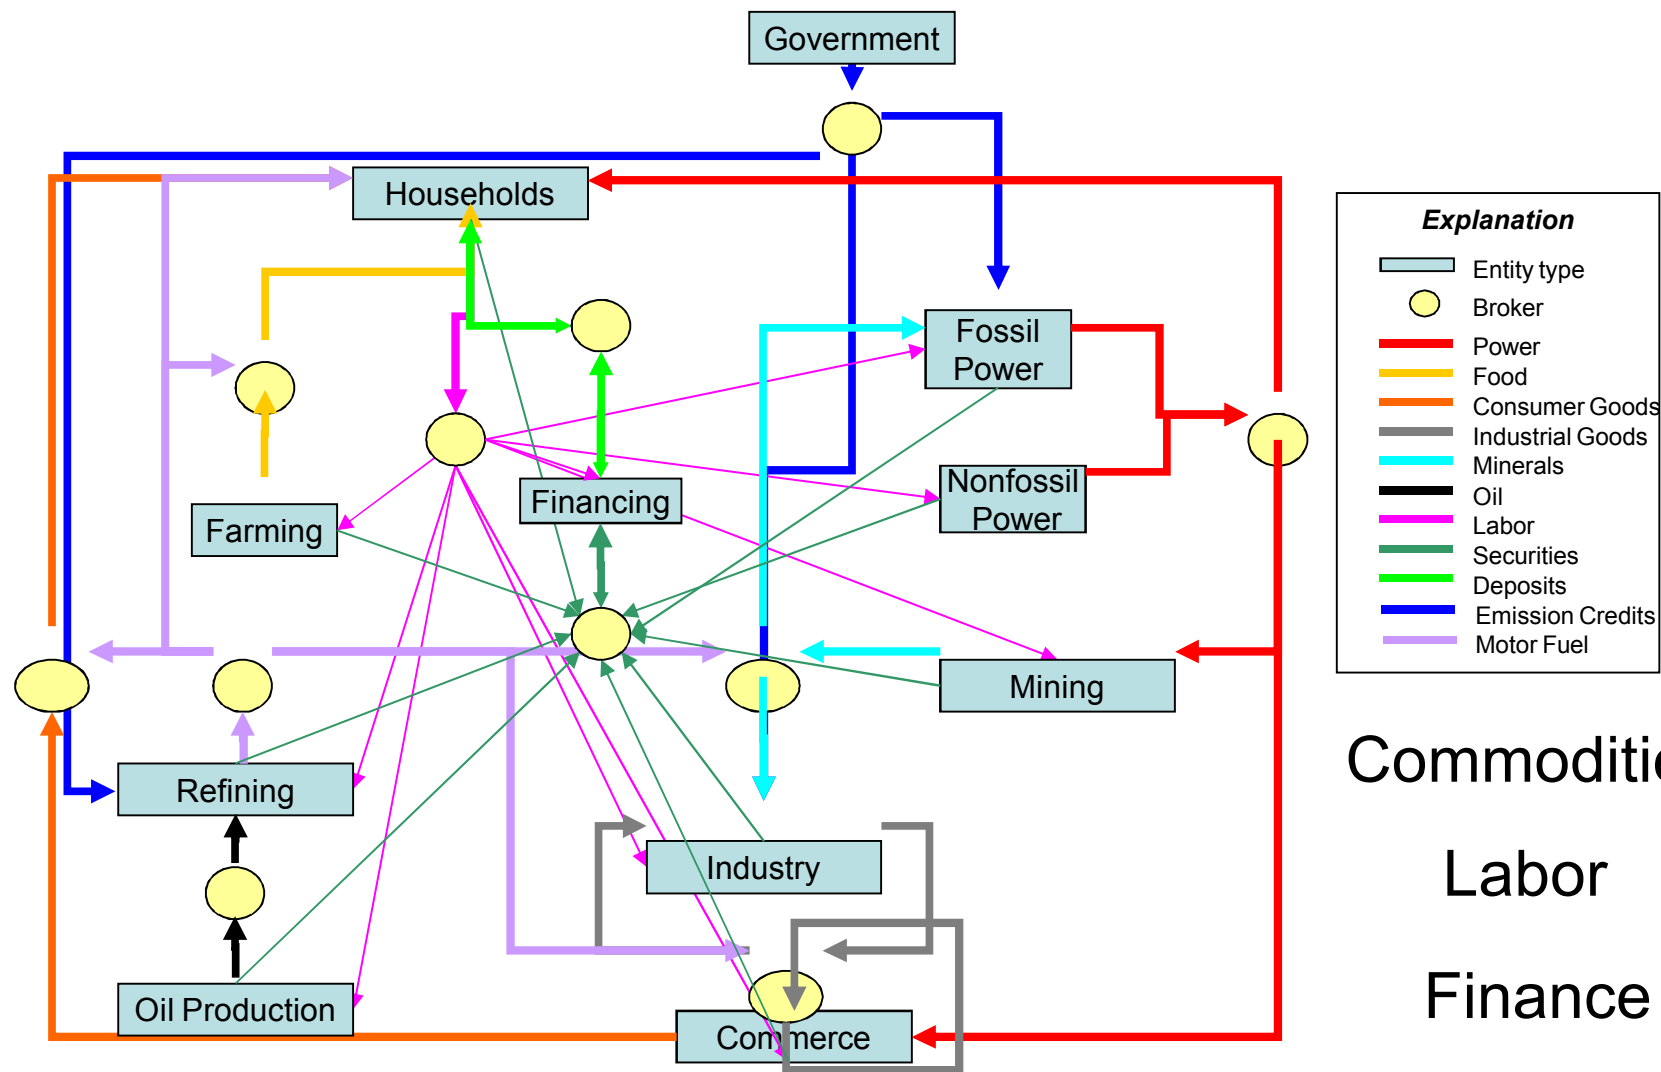 Government
Households
Fossil
Power
Nonfossil
Power
Financing
Farming
Mining
Refining
Industry
Oil Production
Commerce
Explanation
Entity type
Broker
Power
Food
Consumer Goods
Industrial Goods
Minerals
Oil
Labor
Securities
Deposits
Emission Credits
Motor Fuel
Commoditi
Labor
Finance